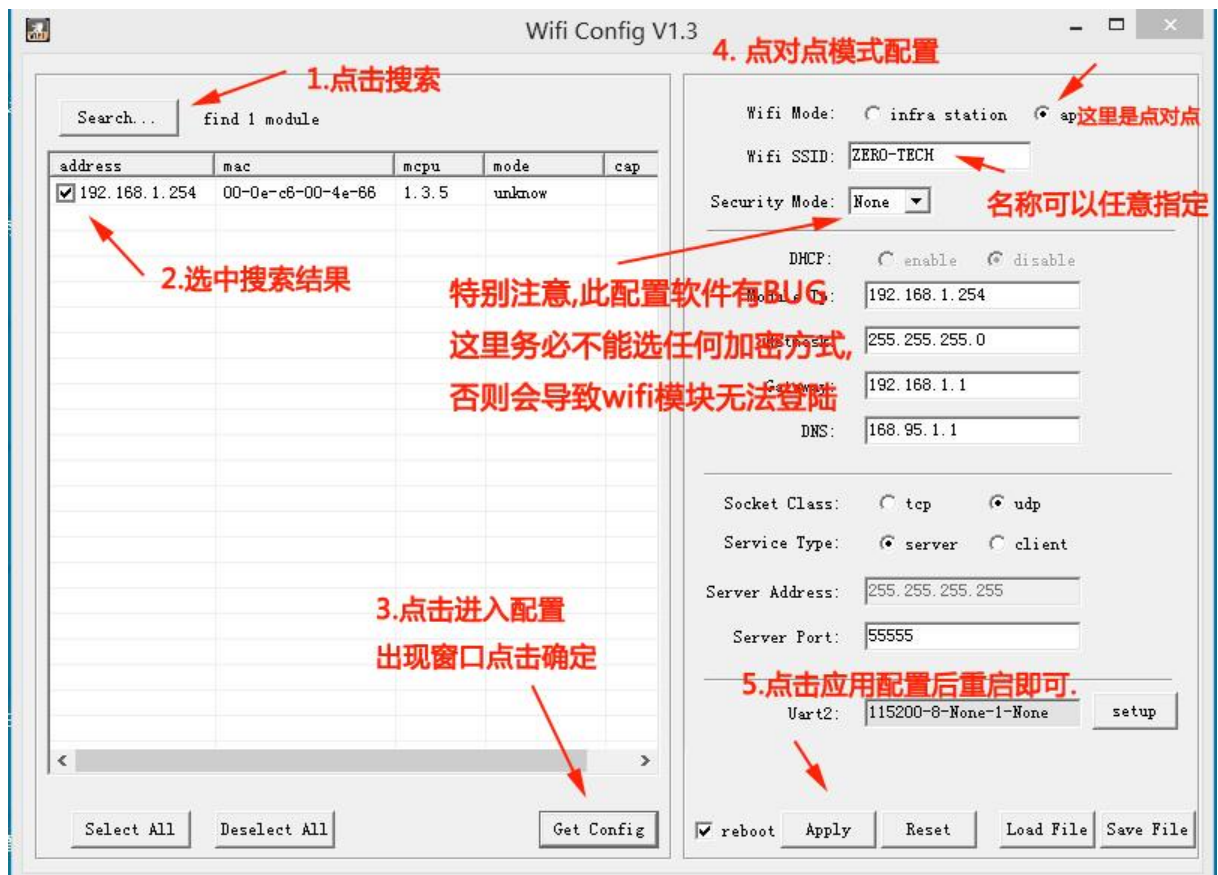 Wifi Config V1.3
4. 点对点模式配置
1.点击搜索
Search...
find 1 module
Wifi Mode: infra station ap
这里是点对点
Wifi SSID: ZERO-TECH
名称可以任意指定
Security Mode: None
address mac mcpu mode cap
192.168.1.254 00-0e-c6-00-4e-66 1.3.5 unknow
2.选中搜索结果
特别注意,此配置软件有BUG
这里务必不能选任何加密方式,
否则会导致wifi模块无法登陆
DHCP: enable disable
192.168.1.254
255.255.255.0
192.168.1.1
DNS: 168.95.1.1
Socket Class: tcp udp
Service Type: server client
Server Address: 255.255.255.255
Server Port: 55555
3.点击进入配置
出现窗口点击确定
5.点击应用配置后重启即可.
Uart2: 115200-8-None-1-None setup
Select All Deselect All Get Config
reboot Apply Reset Load File Save File